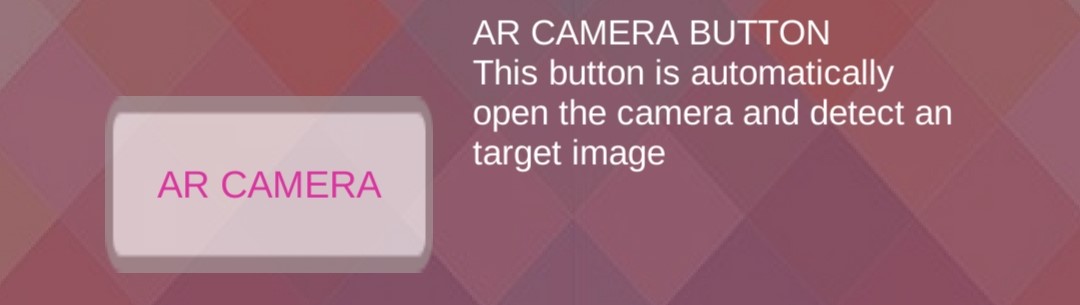 AR CAMERA BUTTON
This button is automatically
open the camera and detect an
target image
AR CAMERA